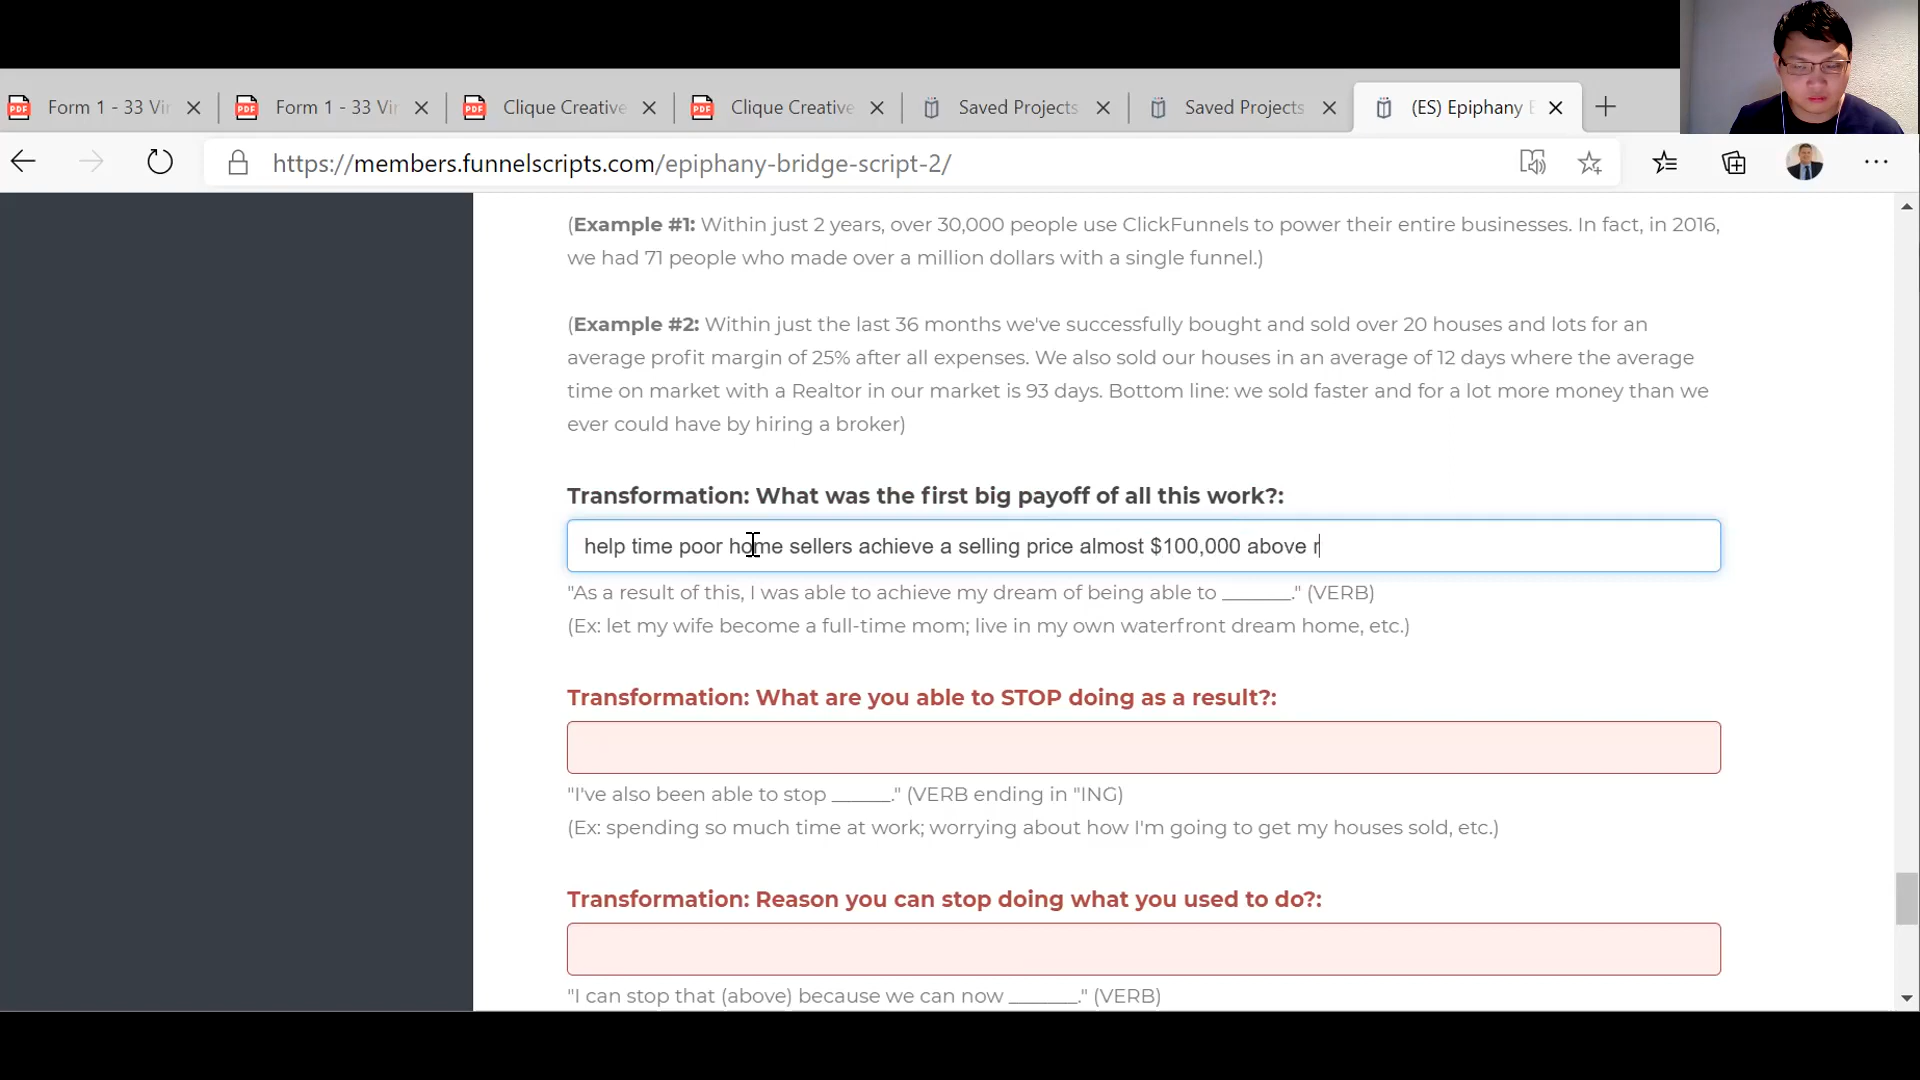 Form 1 - 33 Vir
Form 1 - 33 Vir
Clique Creative
Clique Creative
Saved Projects
Saved Projects
(ES) Epiphany
https://members.funnelscripts.com/epiphany-bridge-script-2/
(Example #1: Within just 2 years, over 30,000 people use ClickFunnels to power their entire businesses. In fact, in 2016,
we had 71 people who made over a million dollars with a single funnel.)
(Example #2: Within just the last 36 months we've successfully bought and sold over 20 houses and lots for an
average profit margin of 25% after all expenses. We also sold our houses in an average of 12 days where the average
time on market with a Realtor in our market is 93 days. Bottom line: we sold faster and for a lot more money than we
ever could have by hiring a broker)
Transformation: What was the first big payoff of all this work?:
help time poor home sellers achieve a selling price almost $100,000 above r
"As a result of this, I was able to achieve my dream of being able to _______." (VERB)
(Ex: let my wife become a full-time mom; live in my own waterfront dream home, etc.)
Transformation: What are you able to STOP doing as a result?:
"I've also been able to stop ______." (VERB ending in "ING)
(Ex: spending so much time at work; worrying about how I'm going to get my houses sold, etc.)
Transformation: Reason you can stop doing what you used to do?:
"I can stop that (above) because we can now _______." (VERB)